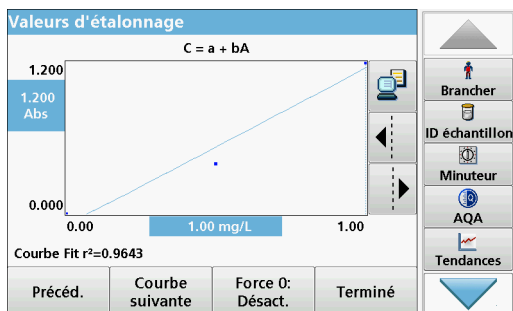 Valeurs d'étalonnage
C = a + bA
1.200
1.200
Abs
0.000
0.00
1.00 mg/L
1.00
Courbe Fit r²=0.9643
Précéd.
Courbe
suivante
Force 0:
Désact.
Terminé
Brancher
ID échantillon
Minuteur
AQA
Tendances